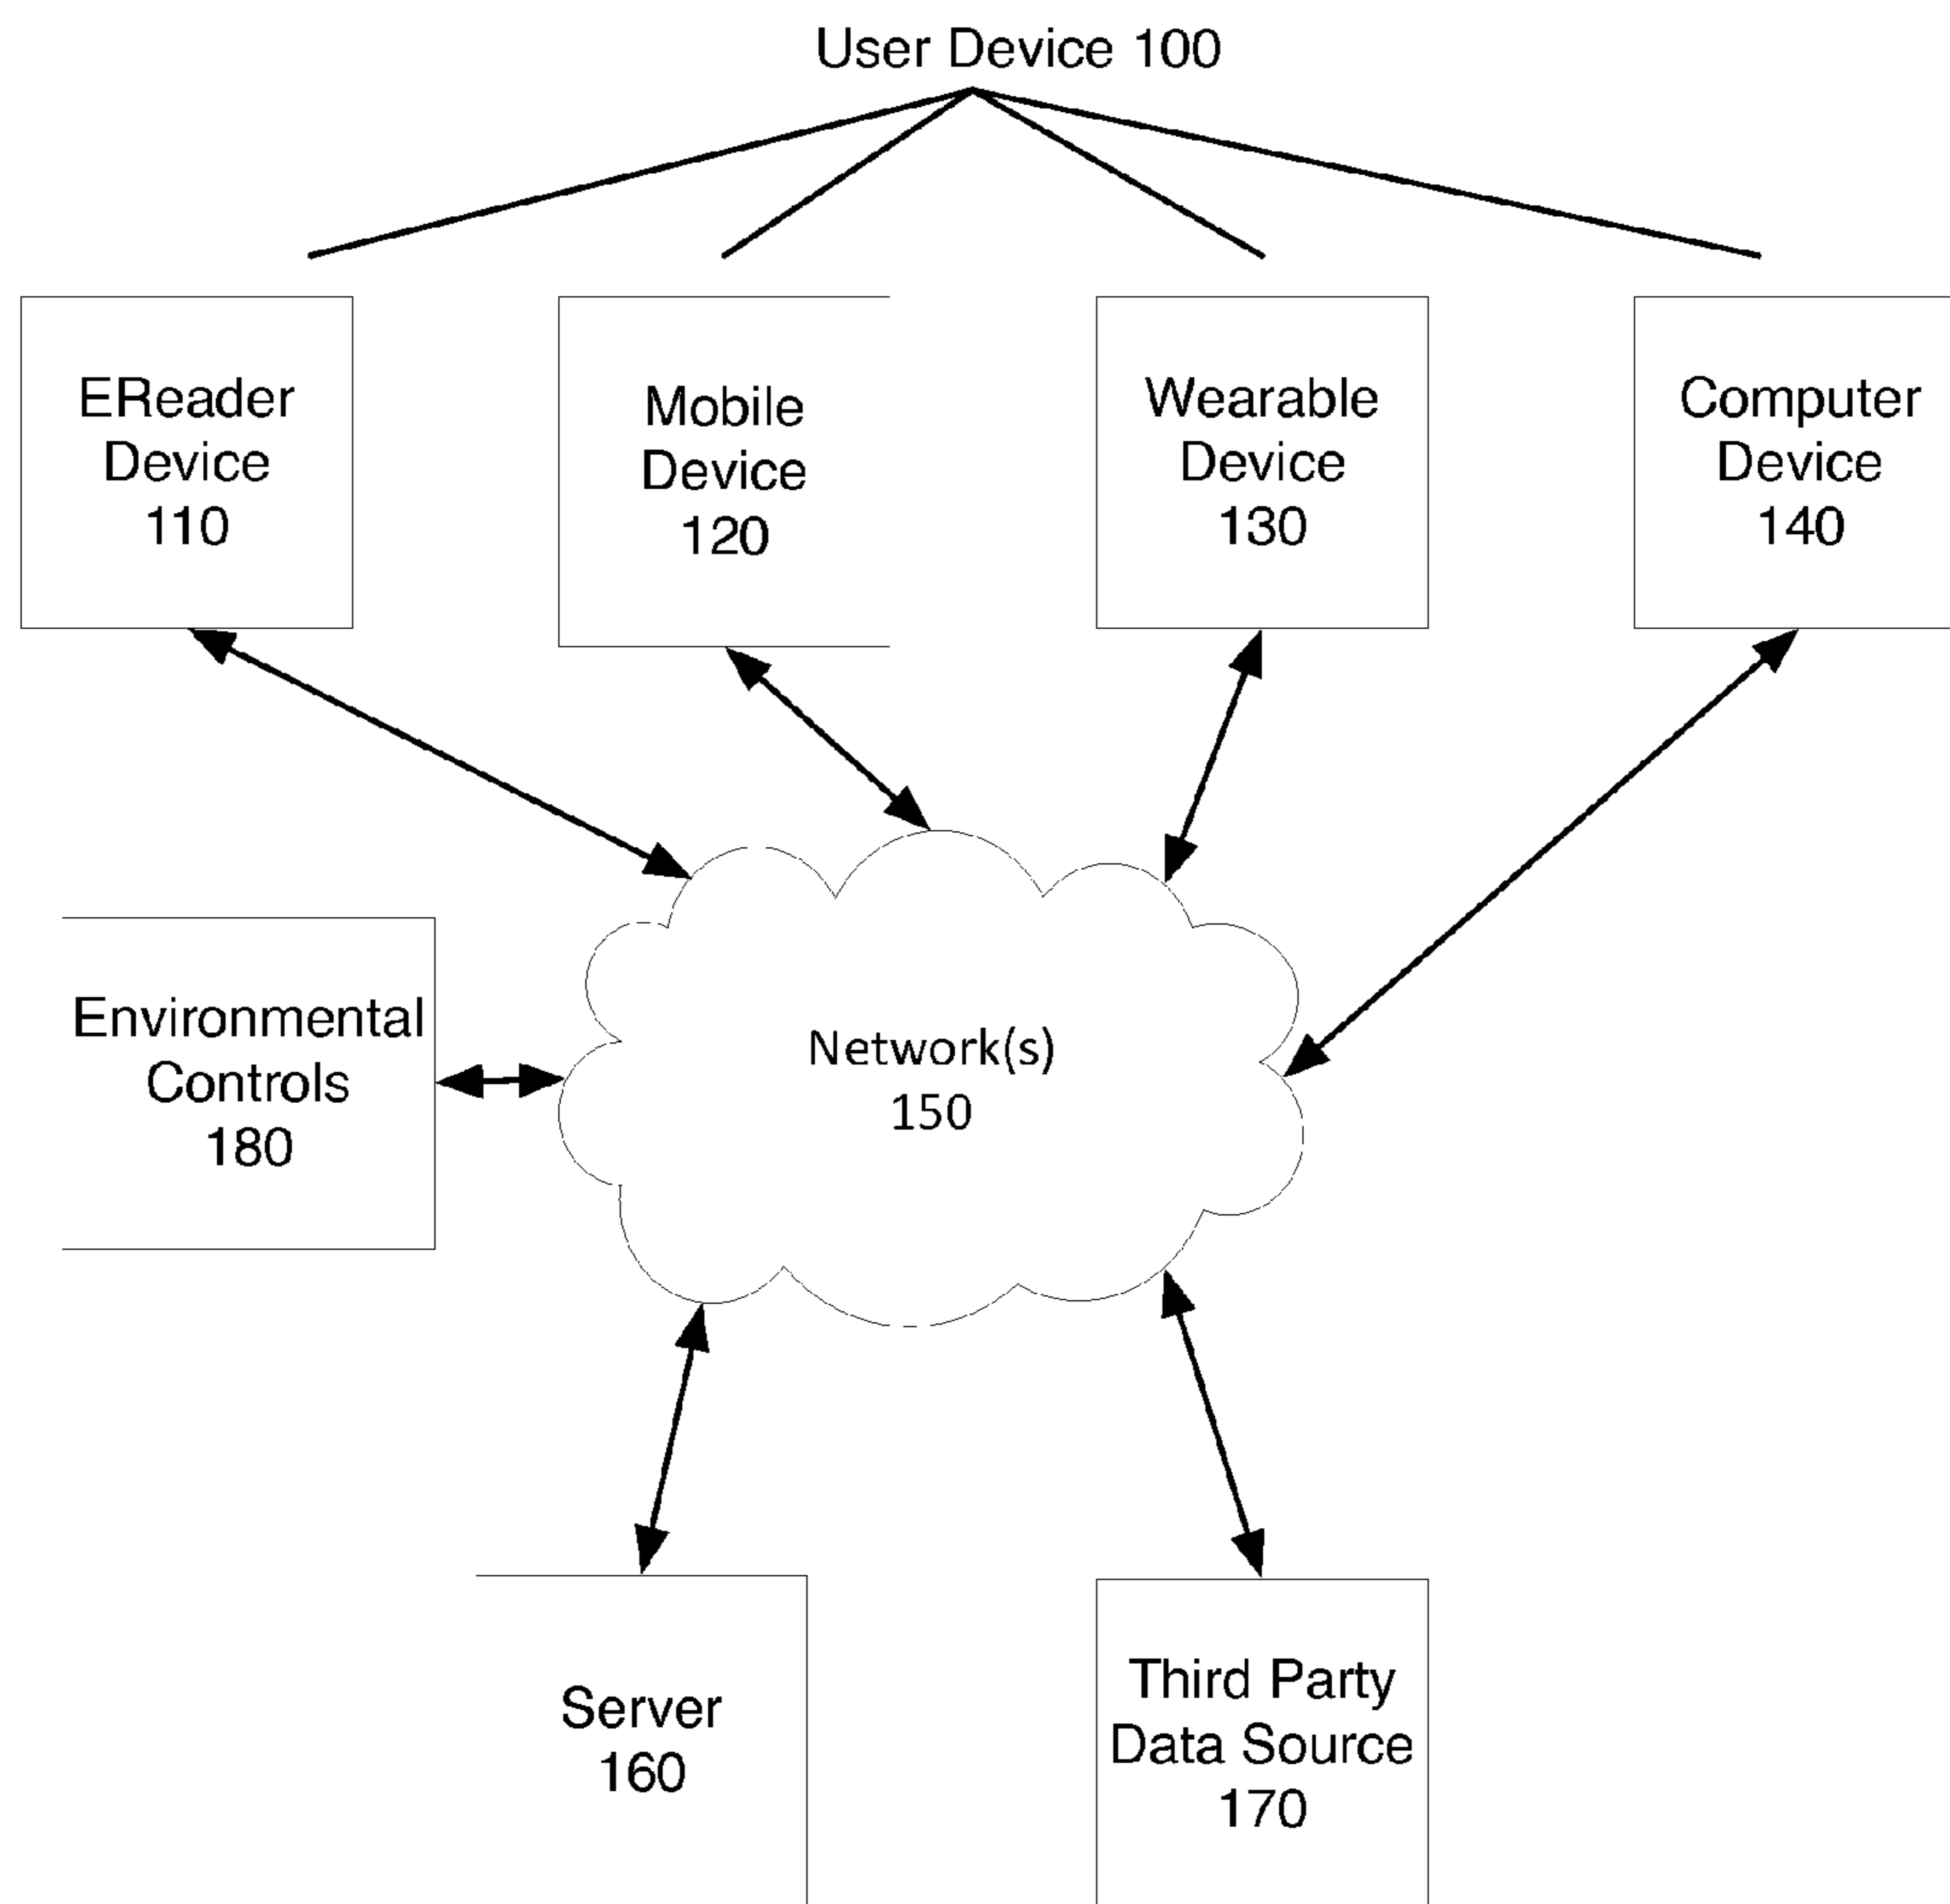 User Device 100
EReader
Device
110
Mobile
Device
120
Wearable
Device
130
Computer
Device
140
Environmental
Controls
180
Network(s)
150
Server
160
Third Party
Data Source
170